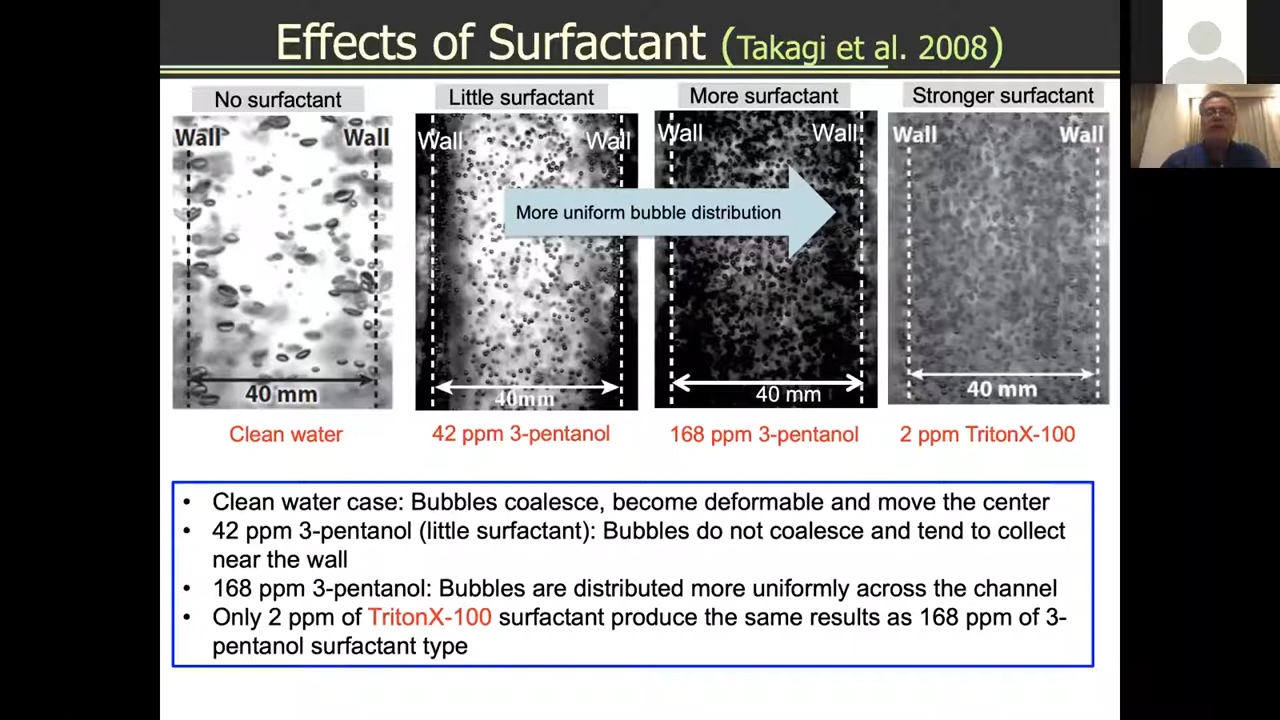 Effects of Surfactant (Takagi et al. 2008)
No surfactant
Little surfactant
More surfactant
Stronger surfactant
Wall Wall
Wall Wall
Wall Wall
Wall Wall
More uniform bubble distribution
40 mm
40mm
40 mm
40 mm
Clean water
42 ppm 3-pentanol
168 ppm 3-pentanol
2 ppm TritonX-100
• Clean water case: Bubbles coalesce, become deformable and move the center
• 42 ppm 3-pentanol (little surfactant): Bubbles do not coalesce and tend to collect
near the wall
• 168 ppm 3-pentanol: Bubbles are distributed more uniformly across the channel
• Only 2 ppm of TritonX-100 surfactant produce the same results as 168 ppm of 3-
pentanol surfactant type